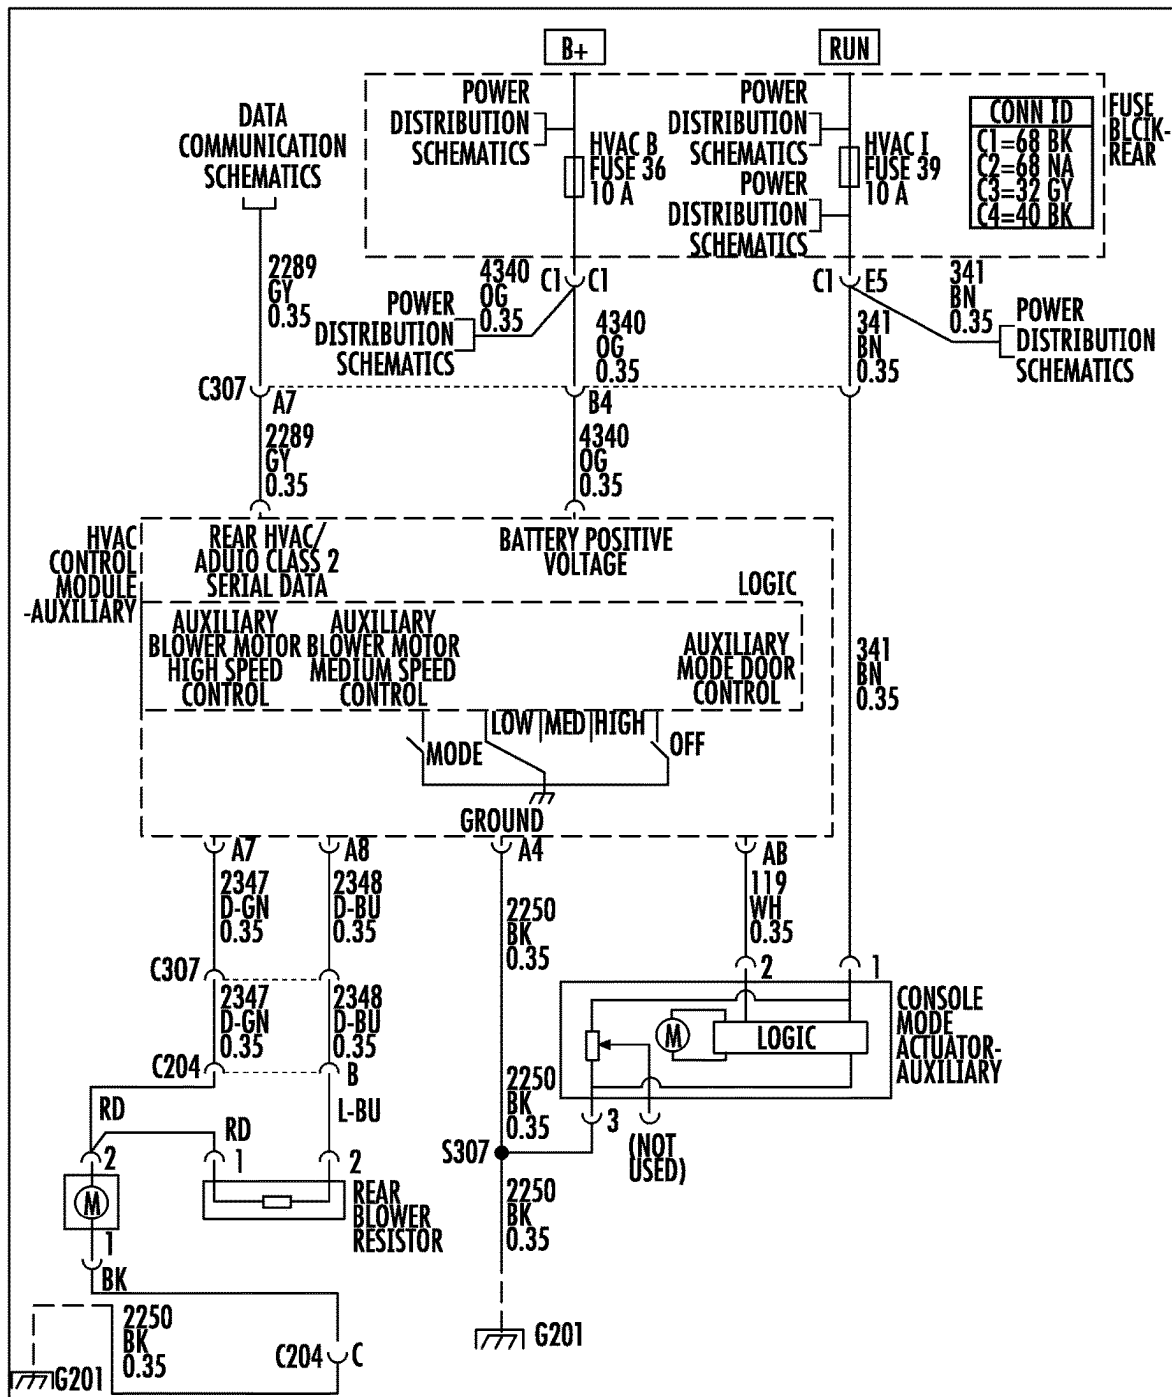 B+
RUN
DATA
COMMUNICATION
SCHEMATICS
POWER
DISTRIBUTION
SCHEMATICS
HVAC B
FUSE 36
10 A
POWER
DISTRIBUTION
SCHEMATICS
POWER
DISTRIBUTION
SCHEMATICS
HVAC I
FUSE 39
10 A
CONN ID
C1=68 BK
C2=68 NA
C3=32 GY
C4=40 BK
FUSE
BLCIK-
REAR
2289
GY
0.35
POWER
DISTRIBUTION
SCHEMATICS
4340
OG
0.35
C1
C1
4340
OG
0.35
C1
E5
341
BN
0.35
341
BN
0.35
POWER
DISTRIBUTION
SCHEMATICS
C307
A7
B4
2289
GY
0.35
4340
OG
0.35
HVAC
CONTROL
MODULE
-AUXILIARY
REAR HVAC/
ADUIO CLASS 2
SERIAL DATA
BATTERY POSITIVE
VOLTAGE
LOGIC
AUXILIARY
BLOWER MOTOR
HIGH SPEED
CONTROL
AUXILIARY
BLOWER MOTOR
MEDIUM SPEED
CONTROL
AUXILIARY
MODE DOOR
CONTROL
341
BN
0.35
MODE
LOW
MED
HIGH
OFF
GROUND
A7
A8
A4
AB
2347
D-GN
0.35
2348
D-BU
0.35
2250
BK
0.35
119
WH
0.35
C307
2
1
2347
D-GN
0.35
2348
D-BU
0.35
M
LOGIC
CONSOLE
MODE
ACTUATOR-
AUXILIARY
C204
B
RD
RD
L-BU
2250
BK
0.35
3
(NOT
USED)
S307
2
1
2
M
REAR
BLOWER
RESISTOR
2250
BK
0.35
1
BK
2250
BK
0.35
C204
C
G201
G201